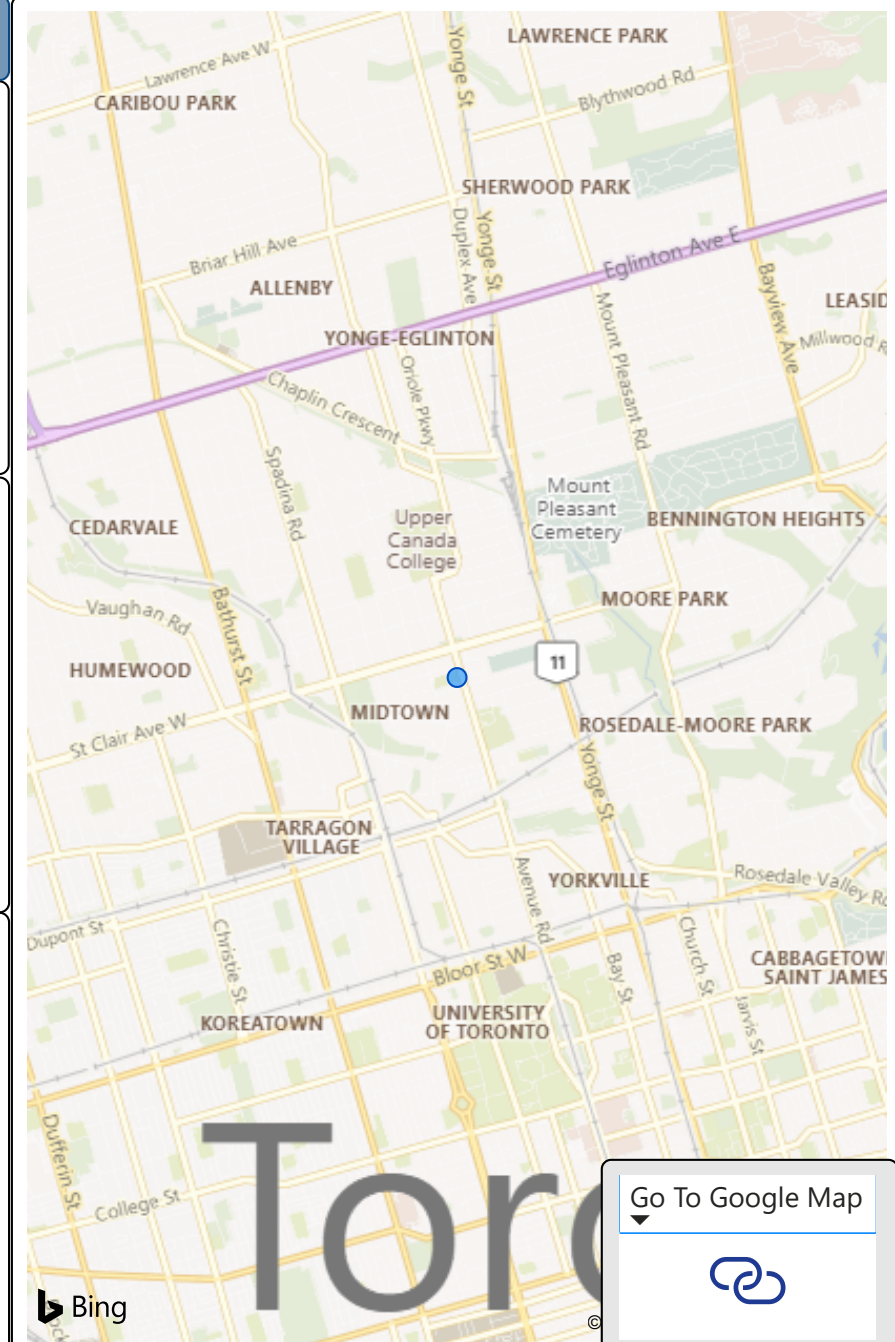 LAWRENCE PARK
Yonge St
Lawrence Ave W
Blythwood Rd
CARIBOU PARK
SHERWOOD PARK
Duplex Ave
Yonge St
Briar Hill Ave
Eglinton Ave E
ALLENBY
Bayview Ave
LEASID
Mount Pleasant Rd
YONGE-EGLINTON
Millwood R
Oriole Pkwy
Chaplin Crescent
Spadina Rd
Mount
Pleasant
Cemetery
Upper
Canada
College
BENNINGTON HEIGHTS
CEDARVALE
Vaughan Rd
Bathurst St
MOORE PARK
HUMEWOOD
11
MIDTOWN
ROSEDALE-MOORE PARK
St Clair Ave W
Yonge St
TARRAGON
VILLAGE
Avenue Rd
YORKVILLE
Rosedale Valley Ru
Dupont St
Christie St
Church St
Bloor St W
Bay St
CABBAGETOW
SAINT JAMES
KOREATOWN
UNIVERSITY
OF TORONTO
Jarvis St
Dufferin St
College St
Toro
Go To Google Map
Bing
©